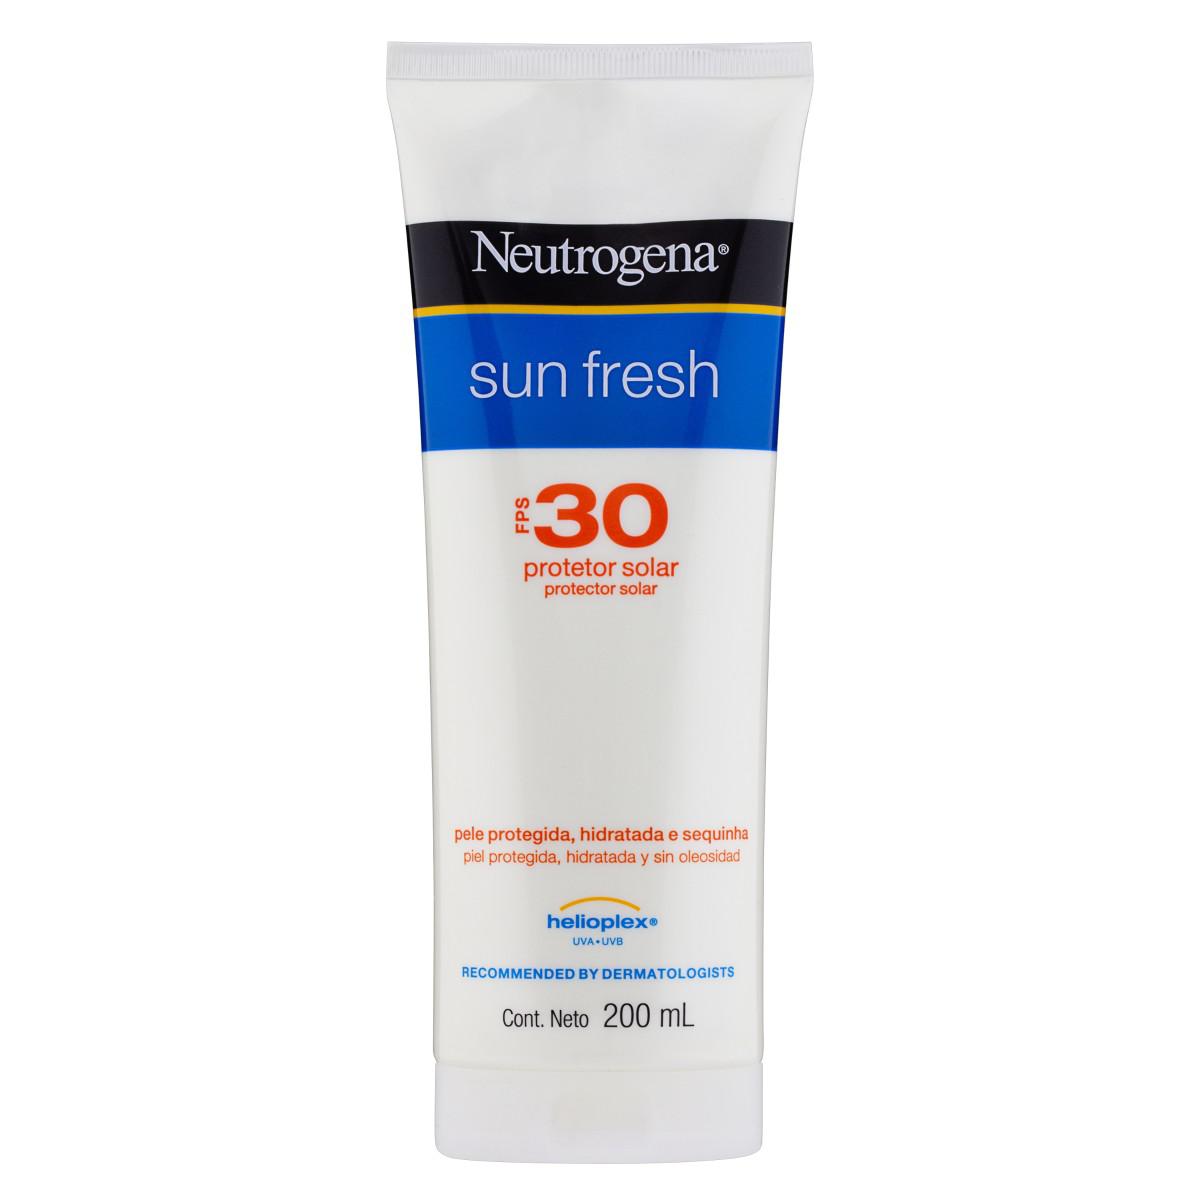 Neutrogena®
sun fresh
FPS 30
protetor solar
protector solar
pele protegida, hidratada e sequinha
piel protegida, hidratada y sin oleosidad
helioplex®
UVA • UVB
RECOMMENDED BY DERMATOLOGISTS
Cont. Neto 200 mL